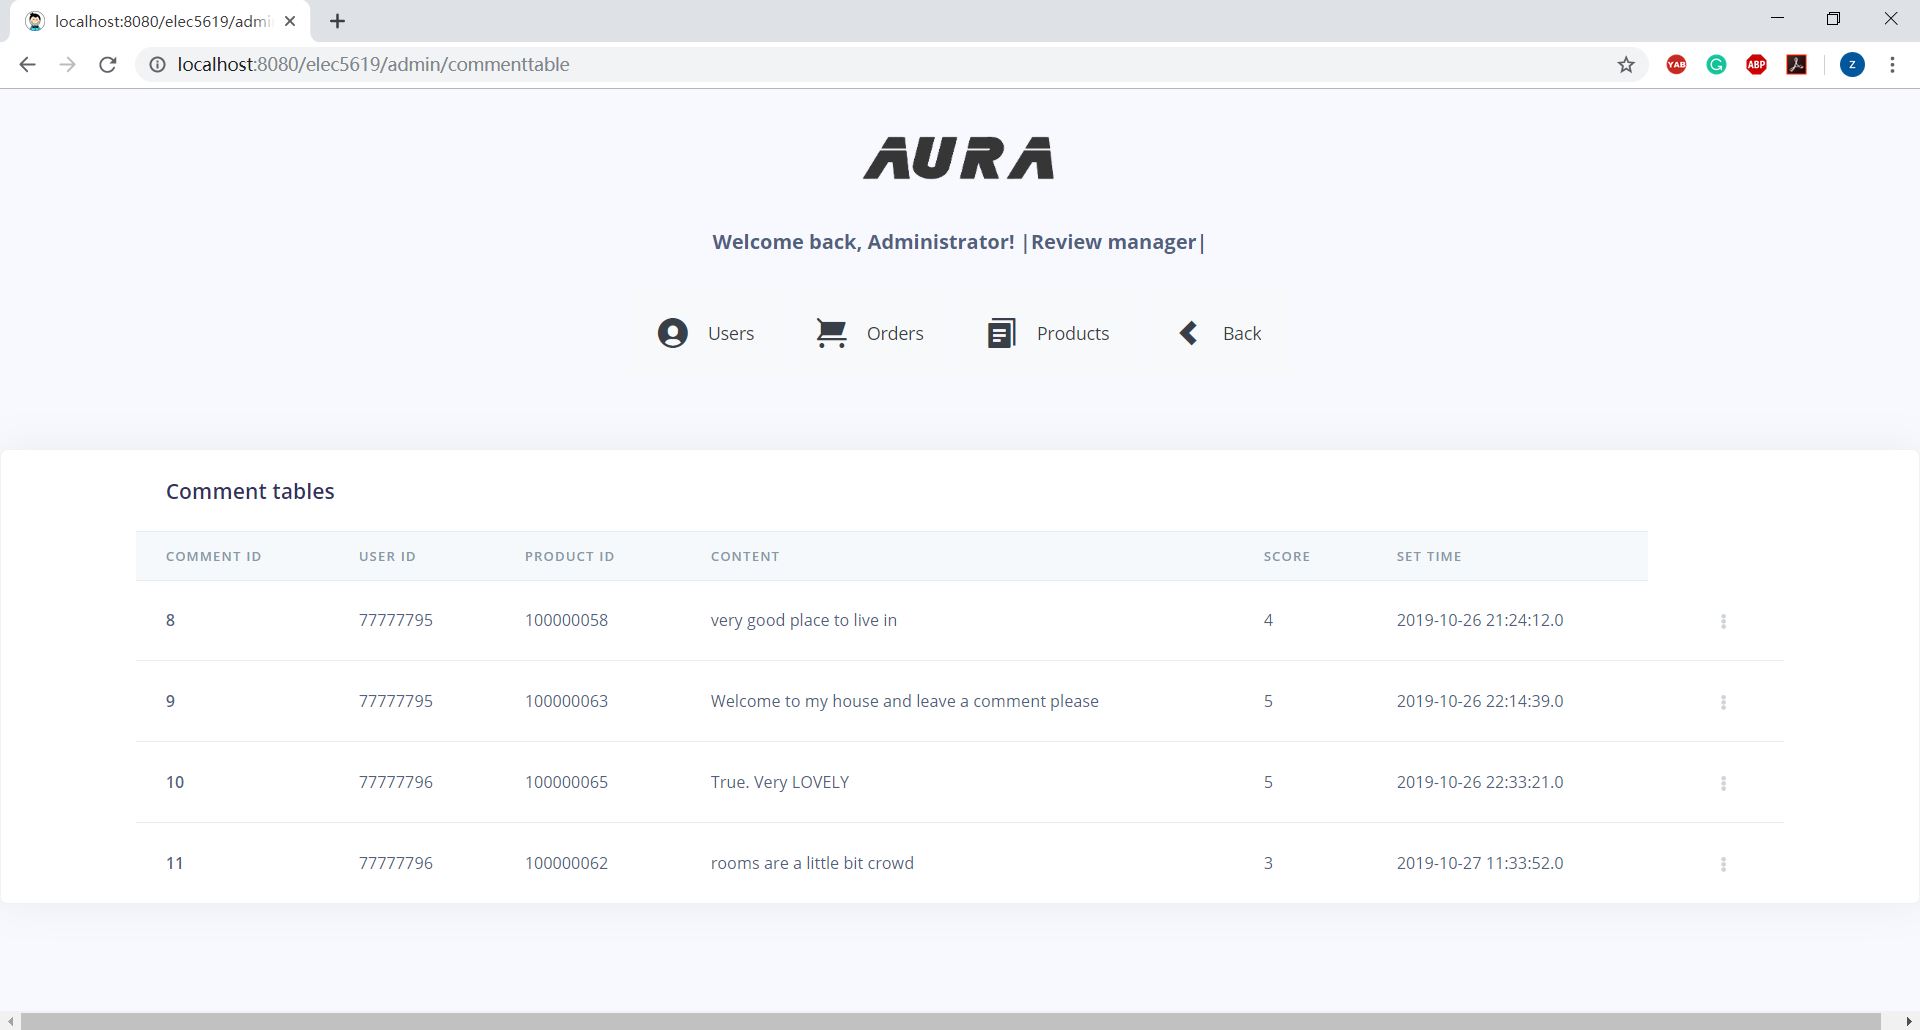 localhost:8080/elec5619/admi
localhost:8080/elec5619/admin/commenttable
YAB
ABP
Z
AURA
Welcome back, Administrator! |Review manager|
Users Orders Products Back
Comment tables
COMMENT ID USER ID PRODUCT ID CONTENT SCORE SET TIME
8 77777795 100000058 very good place to live in 4 2019-10-26 21:24:12.0
9 77777795 100000063 Welcome to my house and leave a comment please 5 2019-10-26 22:14:39.0
10 77777796 100000065 True. Very LOVELY 5 2019-10-26 22:33:21.0
11 77777796 100000062 rooms are a little bit crowd 3 2019-10-27 11:33:52.0